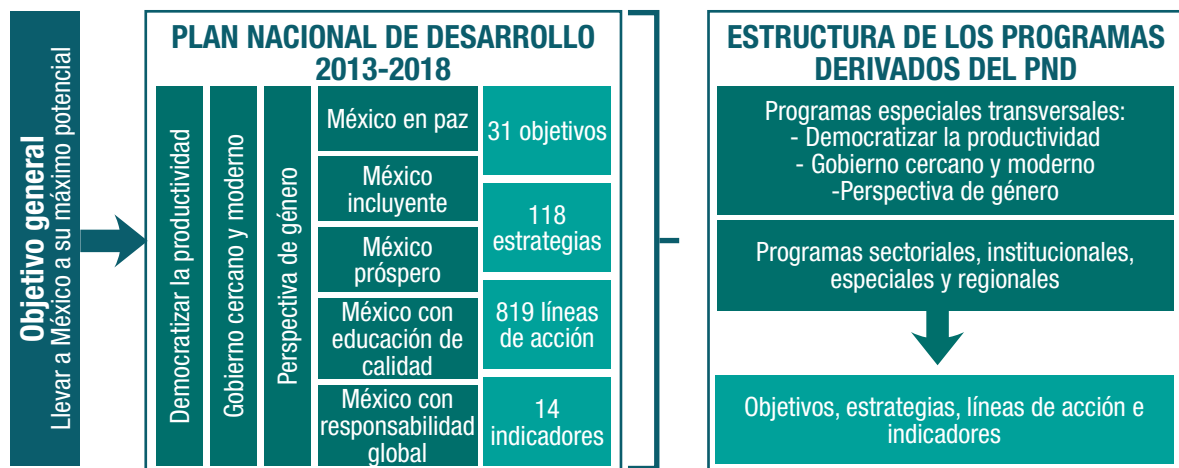 Objetivo general
Llevar a México a su máximo potencial
PLAN NACIONAL DE DESARROLLO
2013-2018
Democratizar la productividad
Gobierno cercano y moderno
Perspectiva de género
México en paz
México
incluyente
México
próspero
México con
educación de
calidad
México con
responsabilidad
global
31 objetivos
118
estrategias
819 líneas
de acción
14
indicadores
ESTRUCTURA DE LOS PROGRAMAS
DERIVADOS DEL PND
Programas especiales transversales:
- Democratizar la productividad
- Gobierno cercano y moderno
-Perspectiva de género
Programas sectoriales, institucionales,
especiales y regionales
Objetivos, estrategias, líneas de acción e
indicadores